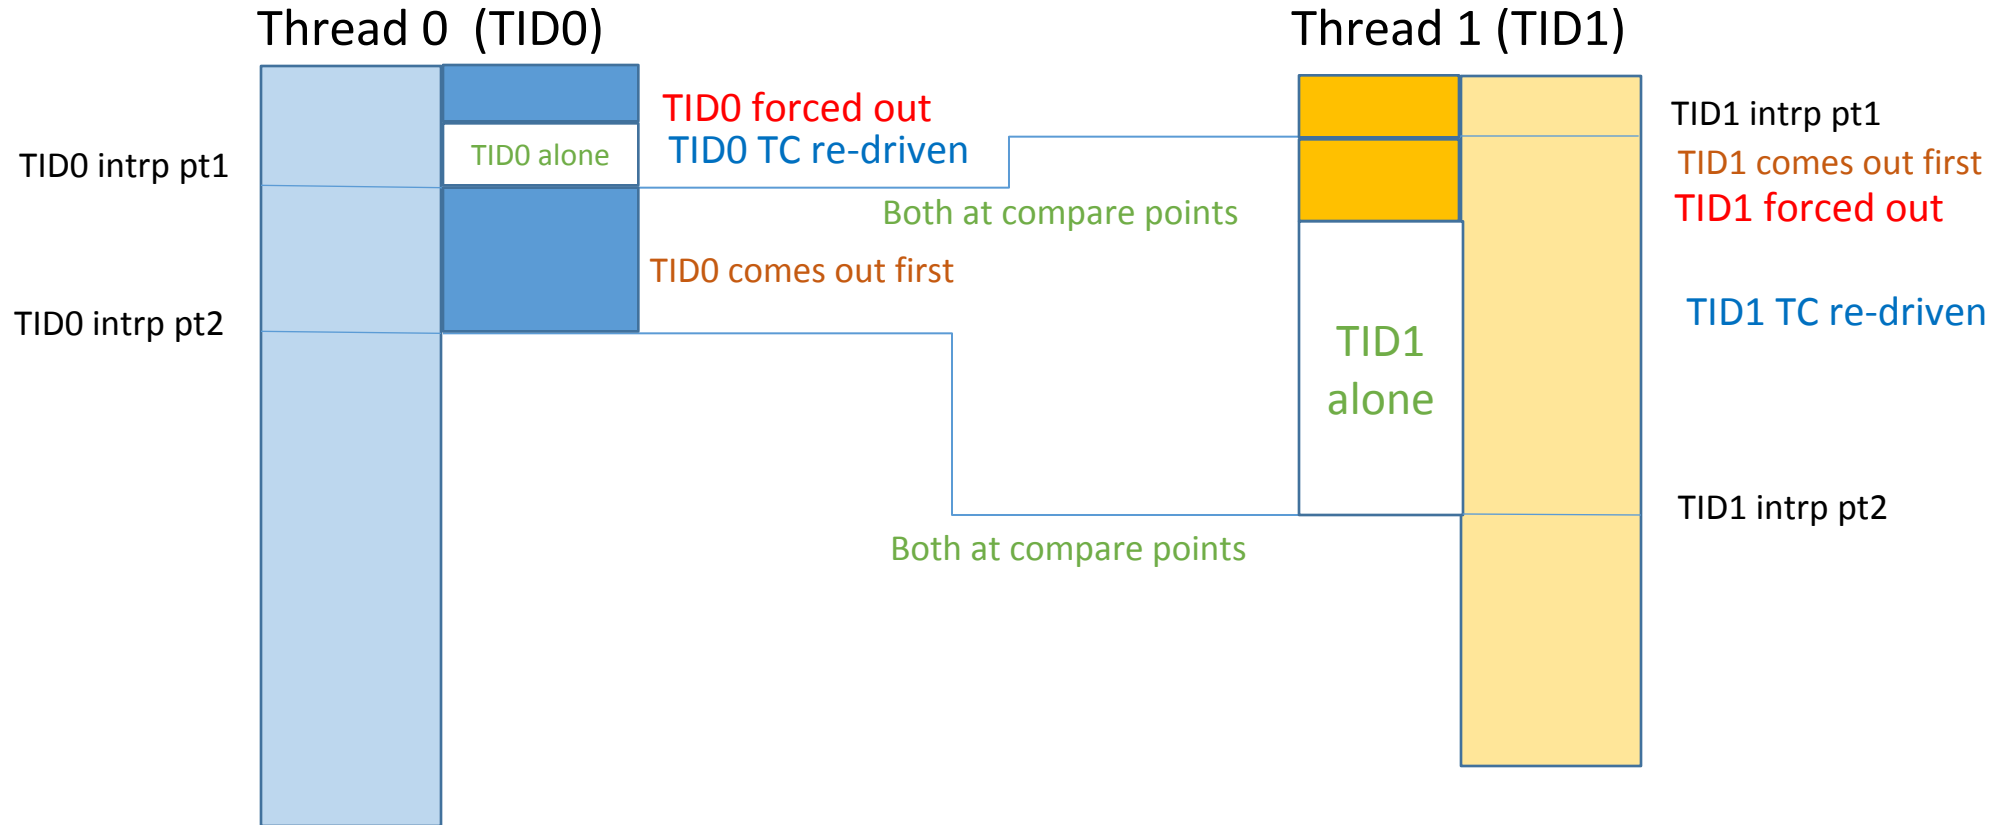 Thread 0 (TID0)
Thread 1 (TID1)
TID0 forced out
TID0 TC re-driven
TID0 alone
TID0 intrp pt1
TID1 intrp pt1
TID1 comes out first
TID1 forced out
Both at compare points
TID0 comes out first
TID0 intrp pt2
TID1 TC re-driven
TID1
alone
TID1 intrp pt2
Both at compare points